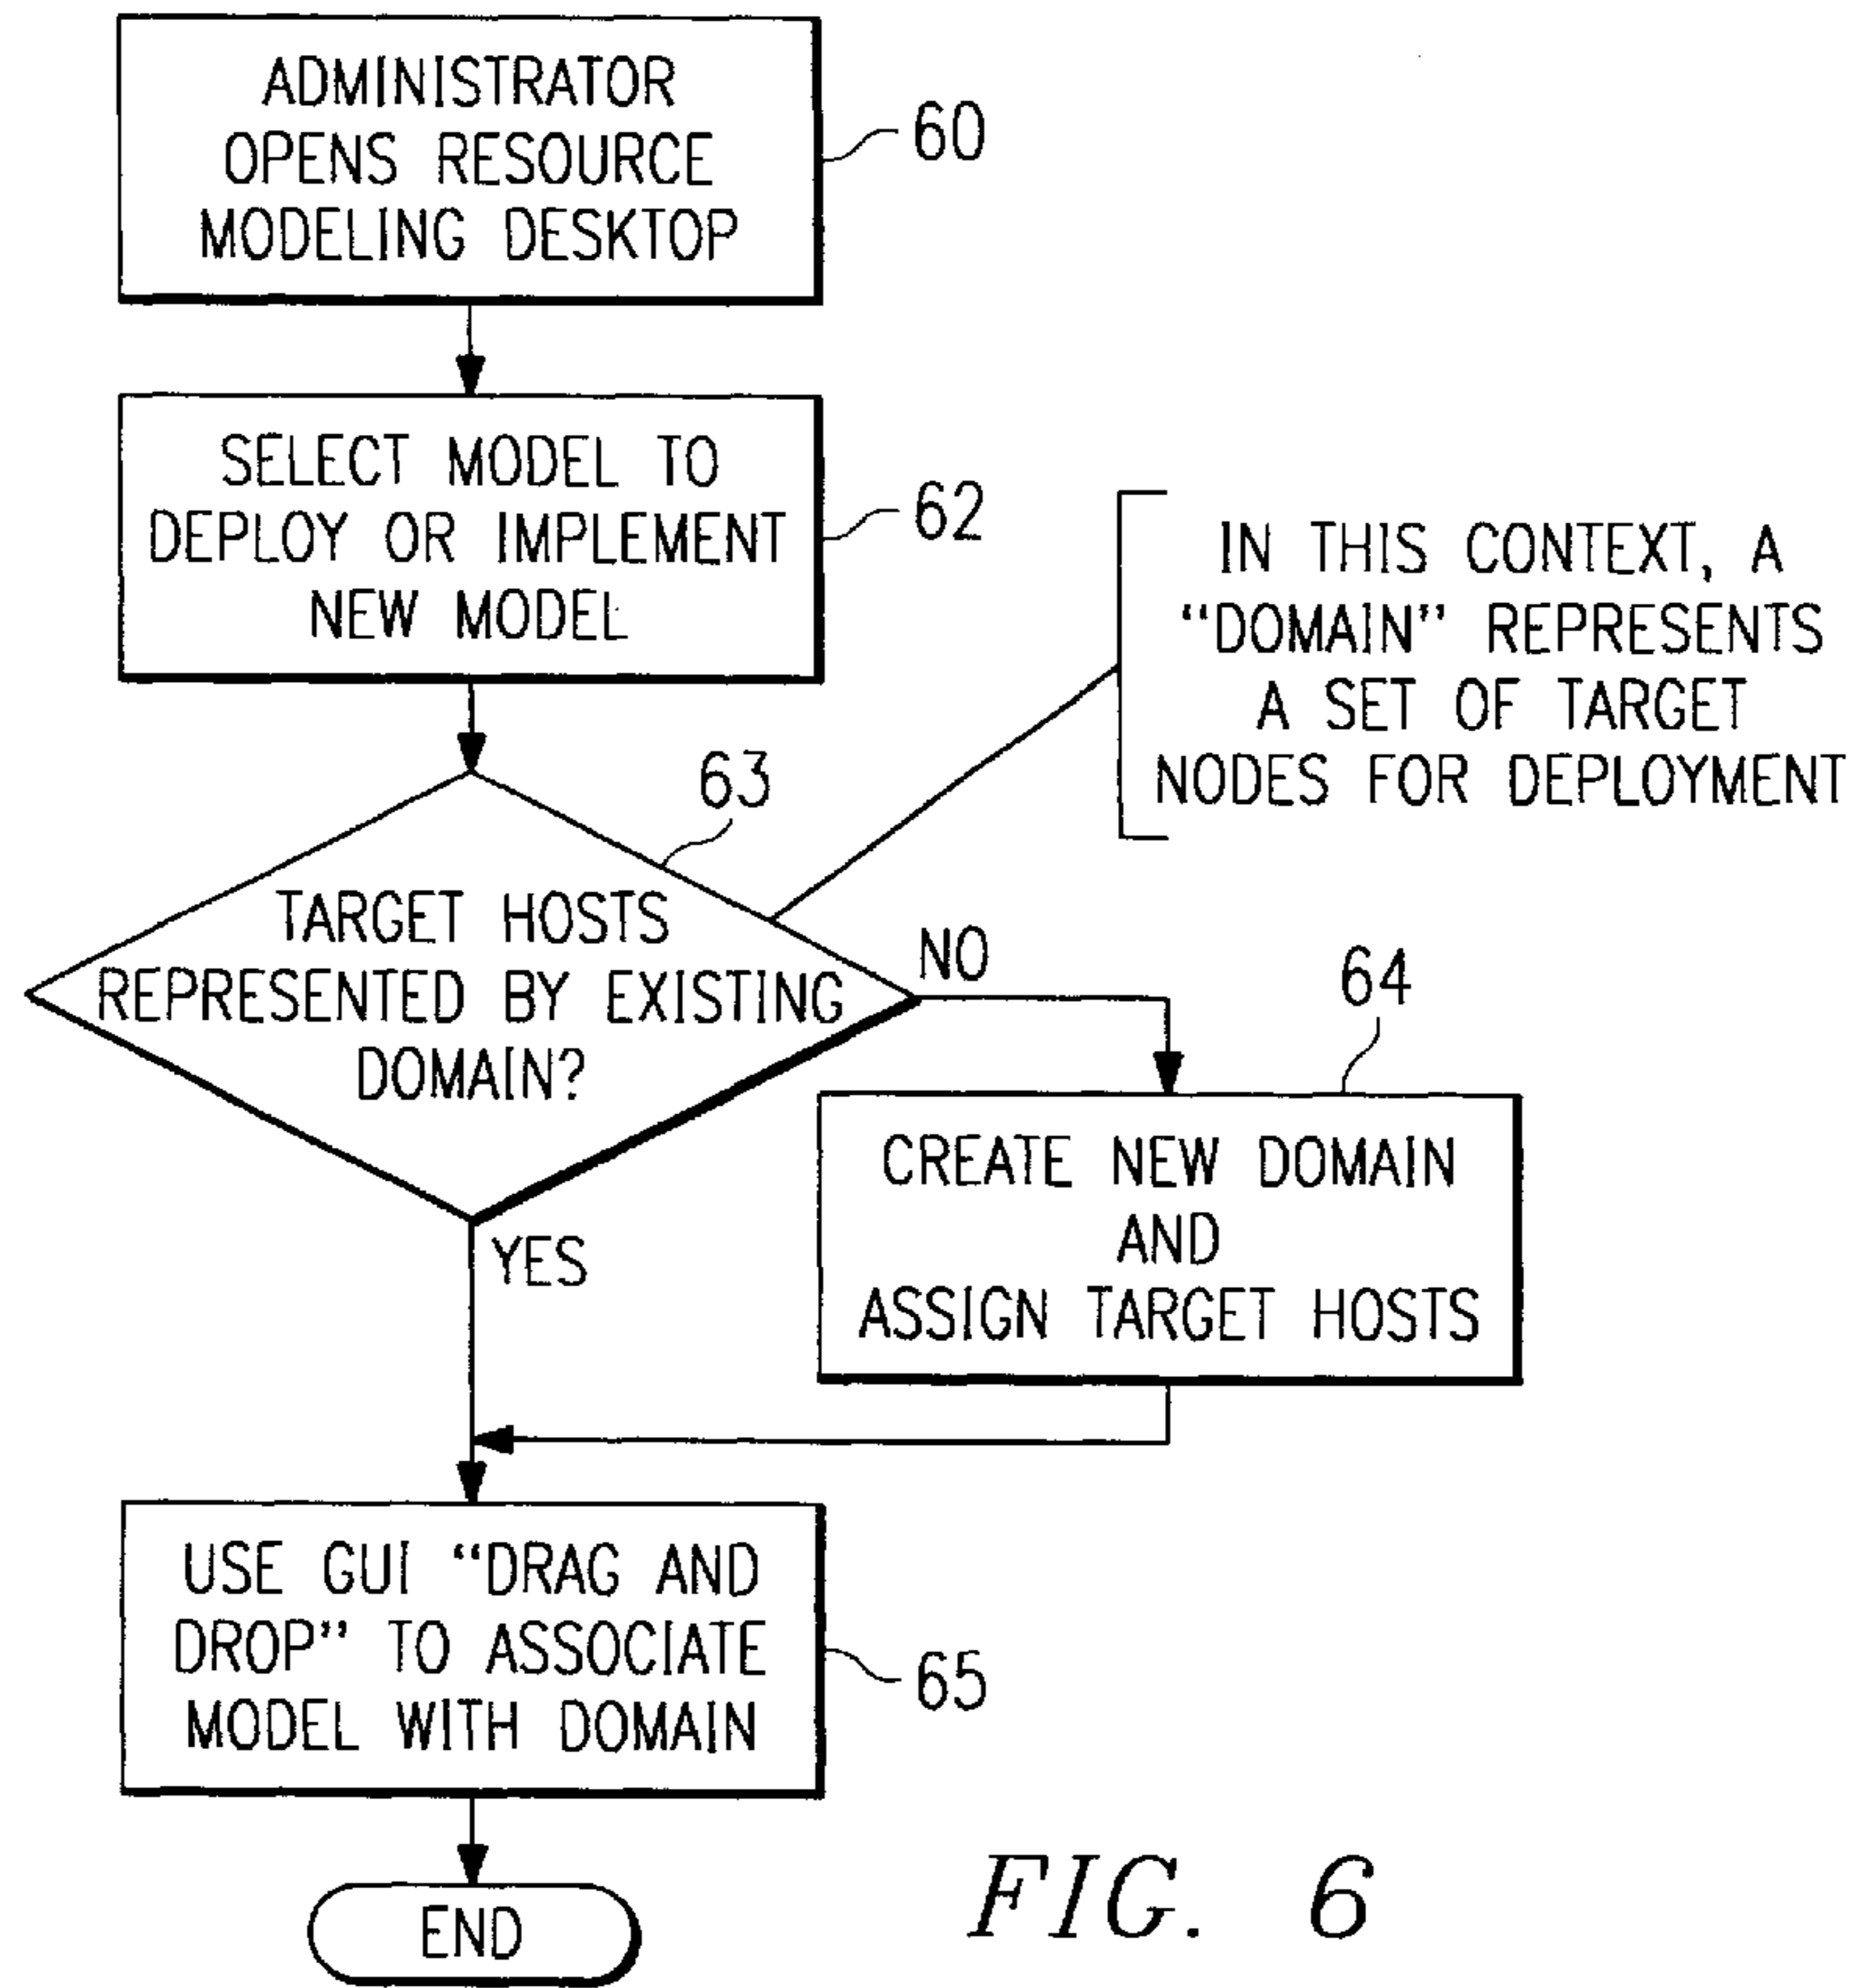 ADMINISTRATOR
OPENS RESOURCE
MODELING DESKTOP
60
SELECT MODEL TO
DEPLOY OR IMPLEMENT
NEW MODEL
62
IN THIS CONTEXT, A
“DOMAIN” REPRESENTS
A SET OF TARGET
NODES FOR DEPLOYMENT
63
TARGET HOSTS
REPRESENTED BY EXISTING
DOMAIN?
NO
YES
64
CREATE NEW DOMAIN
AND
ASSIGN TARGET HOSTS
USE GUI “DRAG AND
DROP” TO ASSOCIATE
MODEL WITH DOMAIN
65
END
FIG. 6